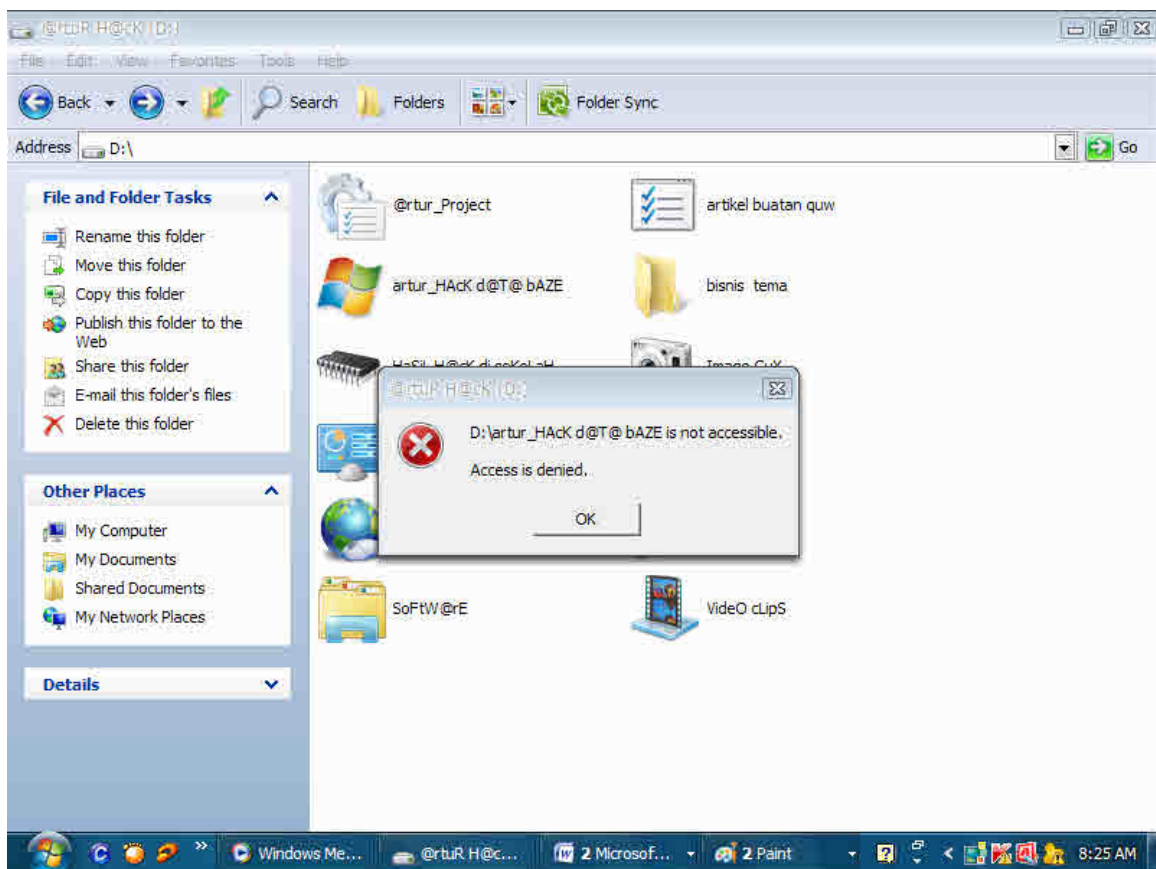 @rtuR H@cK (D:)
File Edit View Favorites Tools Help
Back Search Folders Folder Sync
Address D:\ Go
File and Folder Tasks
Rename this folder
Move this folder
Copy this folder
Publish this folder to the
Web
Share this folder
E-mail this folder's files
Delete this folder
Other Places
My Computer
My Documents
Shared Documents
My Network Places
Details
@rtur_Project
artikel buatan quw
artur_HAcK d@T@ bAZE
bisnis tema
@rtuR H@cK (D:)
D:\artur_HAcK d@T@ bAZE is not accessible.
Access is denied.
OK
SoFtW@rE
VideO cLipS
Windows Me... @rtuR H@c... 2 Microsof... 2 Paint 8:25 AM